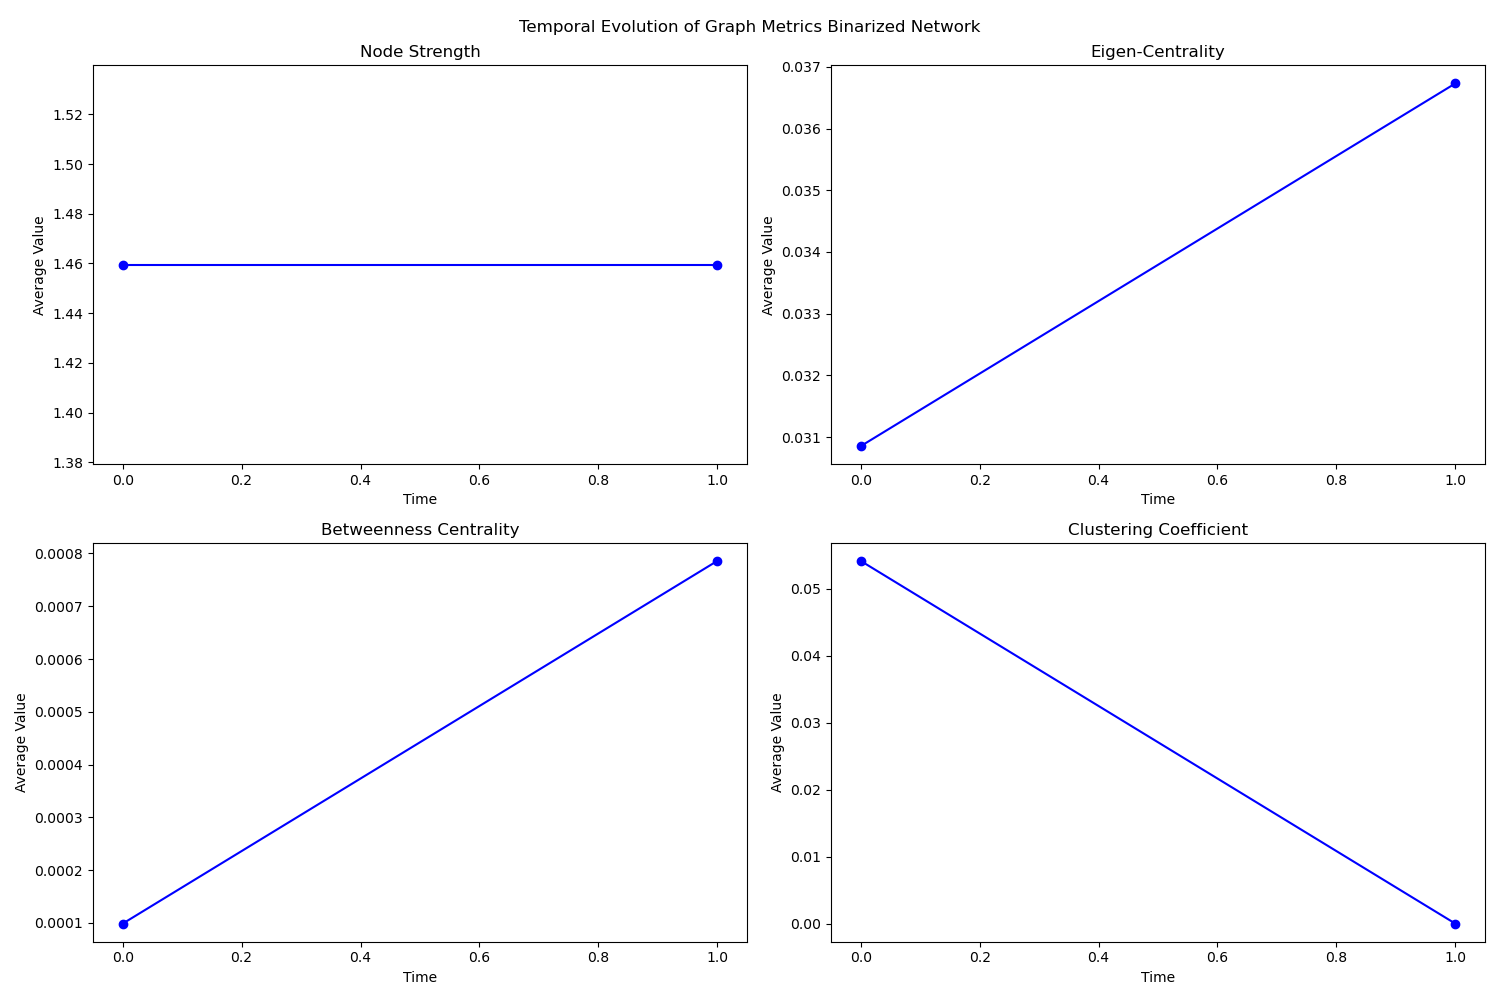 Temporal Evolution of Graph Metrics Binarized Network
Node Strength
1.52
1.50
1.48
1.46
1.44
1.42
1.40
1.38
Average Value
0.0 0.2 0.4 0.6 0.8 1.0
Time
Eigen-Centrality
0.037
0.036
0.035
0.034
0.033
0.032
0.031
Average Value
0.0 0.2 0.4 0.6 0.8 1.0
Time
Betweenness Centrality
0.0008
0.0007
0.0006
0.0005
0.0004
0.0003
0.0002
0.0001
Average Value
0.0 0.2 0.4 0.6 0.8 1.0
Time
Clustering Coefficient
0.05
0.04
0.03
0.02
0.01
0.00
Average Value
0.0 0.2 0.4 0.6 0.8 1.0
Time